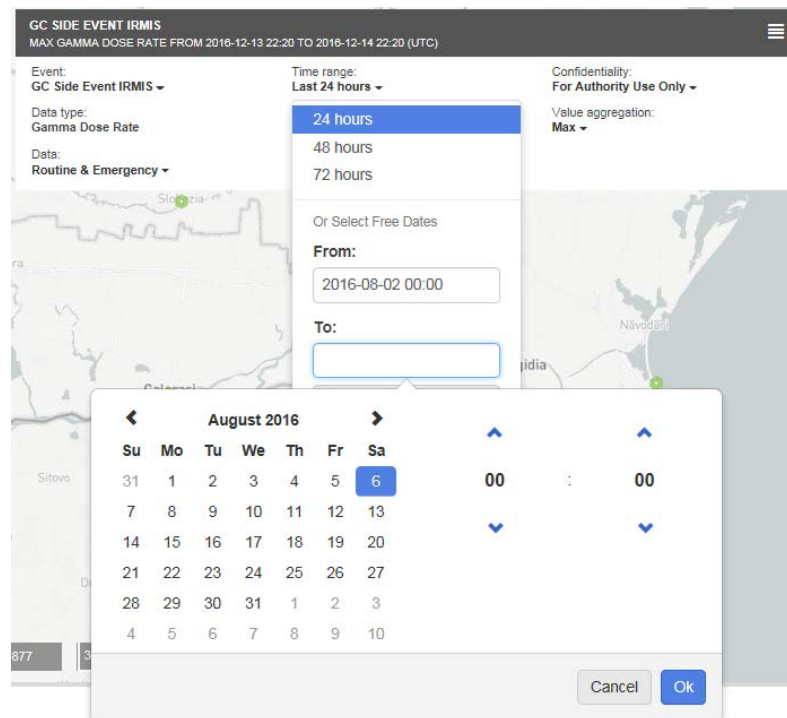 GC SIDE EVENT IRMIS
MAX GAMMA DOSE RATE FROM 2016-12-13 22:20 TO 2016-12-14 22:20 (UTC)
Event:
GC Side Event IRMIS
Time range:
Last 24 hours
Confidentiality:
For Authority Use Only
Data type:
Gamma Dose Rate
Value aggregation:
Max
Data:
Routine & Emergency
24 hours
48 hours
72 hours
Or Select Free Dates
From:
2016-08-02 00:00
To:
Năvodari
gidia
Sitovo
August 2016
Su Mo Tu We Th Fr Sa
31 1 2 3 4 5 6
7 8 9 10 11 12 13
14 15 16 17 18 19 20
21 22 23 24 25 26 27
28 29 30 31 1 2 3
4 5 6 7 8 9 10
00 : 00
877
3
Cancel Ok